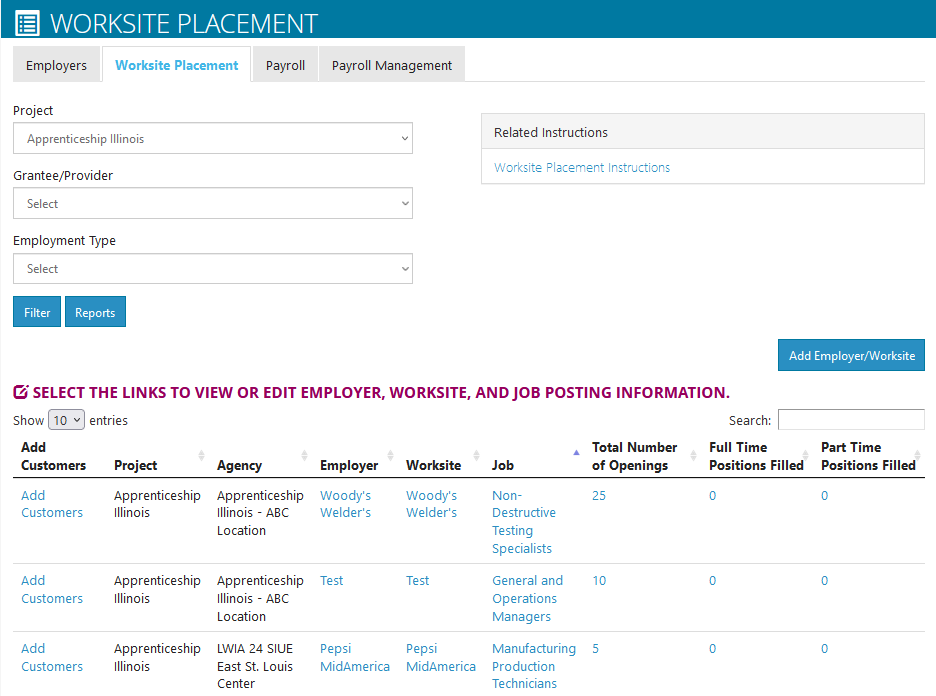 WORKSITE PLACEMENT
Employers Worksite Placement Payroll Payroll Management
Project
Apprenticeship Illinois
Related Instructions
Worksite Placement Instructions
Grantee/Provider
Select
Employment Type
Select
Filter Reports
Add Employer/Worksite
SELECT THE LINKS TO VIEW OR EDIT EMPLOYER, WORKSITE, AND JOB POSTING INFORMATION.
Show 10 entries Search:
Add Total Number Full Time Part Time
Customers Project Agency Employer Worksite Job of Openings Positions Filled Positions Filled
Add Apprenticeship Apprenticeship Woody's Woody's Non- 25 0 0
Customers Illinois Illinois - ABC Welder's Welder's Destructive
Location Testing
Specialists
Add Apprenticeship Apprenticeship Test Test General and 10 0 0
Customers Illinois Illinois - ABC Operations
Location Managers
Add Apprenticeship LWIA 24 SIUE Pepsi Pepsi Manufacturing 5 0 0
Customers Illinois East St. Louis MidAmerica MidAmerica Production
Center Technicians